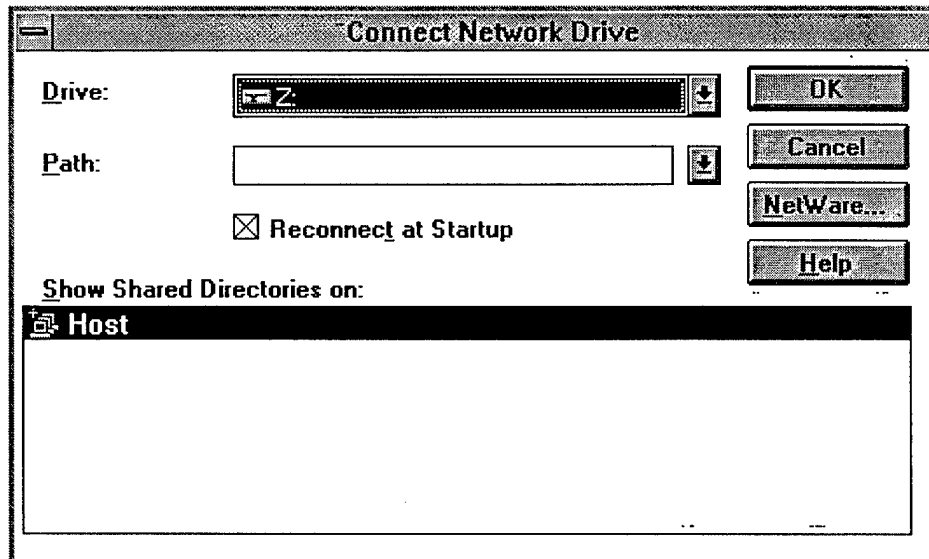 Connect Network Drive
Drive:
Z:
OK
Path:
Cancel
Reconnect at Startup
NetWare...
Help
Show Shared Directories on:
Host